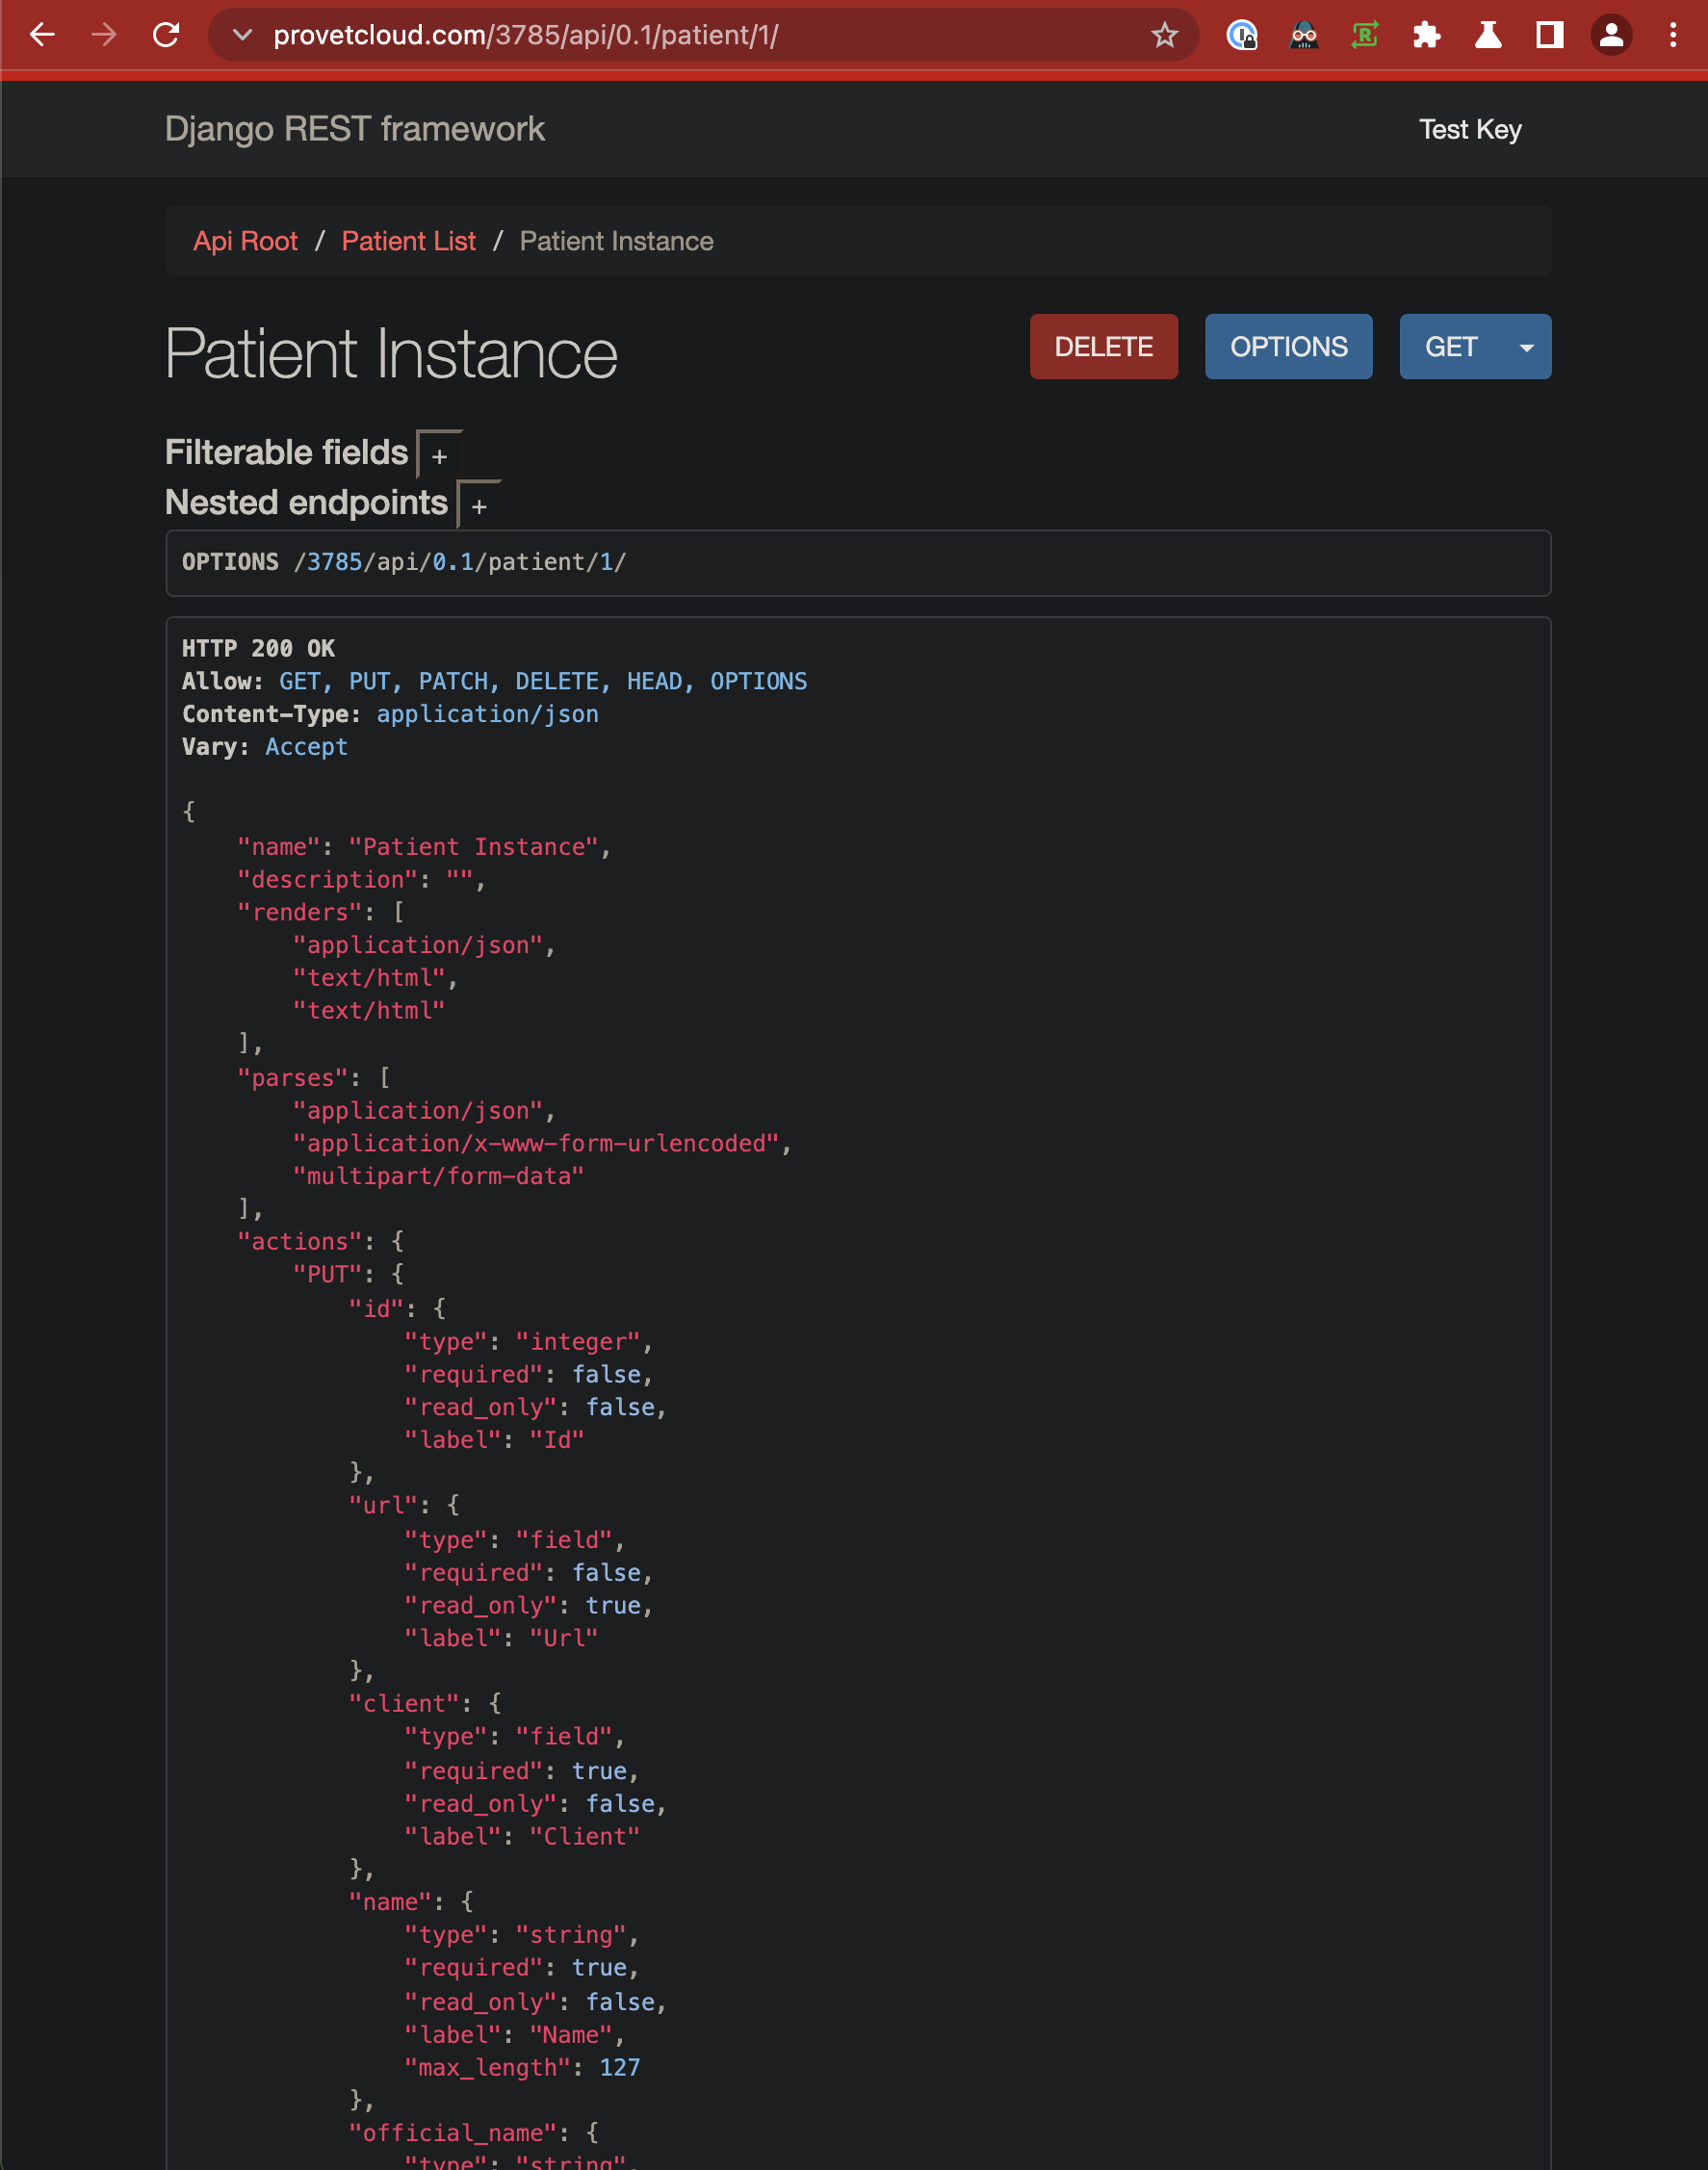 provetcloud.com/3785/api/0.1/patient/1/
Django REST framework
Test Key
Api Root / Patient List / Patient Instance
Patient Instance
DELETE
OPTIONS
GET
Filterable fields +
Nested endpoints +
OPTIONS /3785/api/0.1/patient/1/
HTTP 200 OK
Allow: GET, PUT, PATCH, DELETE, HEAD, OPTIONS
Content-Type: application/json
Vary: Accept
{
    "name": "Patient Instance",
    "description": "",
    "renders": [
        "application/json",
        "text/html",
        "text/html"
    ],
    "parses": [
        "application/json",
        "application/x-www-form-urlencoded",
        "multipart/form-data"
    ],
    "actions": {
        "PUT": {
            "id": {
                "type": "integer",
                "required": false,
                "read_only": false,
                "label": "Id"
            },
            "url": {
                "type": "field",
                "required": false,
                "read_only": true,
                "label": "Url"
            },
            "client": {
                "type": "field",
                "required": true,
                "read_only": false,
                "label": "Client"
            },
            "name": {
                "type": "string",
                "required": true,
                "read_only": false,
                "label": "Name",
                "max_length": 127
            },
            "official_name": {
                "type": "string",